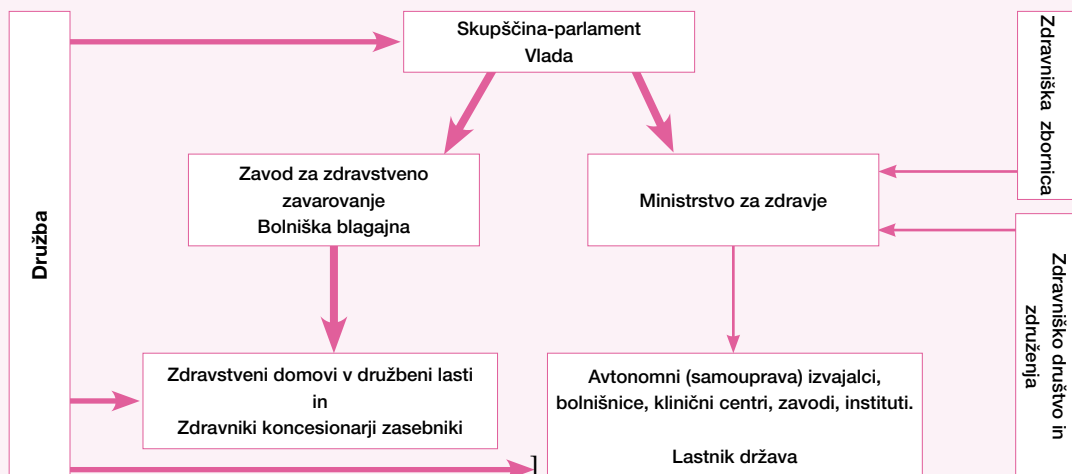 Družba
Skupščina-parlament
Vlada
Zdravniška zbornica
Zavod za zdravstveno
zavarovanje
Bolniška blagajna
Ministrstvo za zdravje
Zdravniško društvo in
združenja
Zdravstveni domovi v družbeni lasti
in
Zdravniki koncesionarji zasebniki
Avtonomni (samouprava) izvajalci,
bolnišnice, klinični centri, zavodi, instituti.
Lastnik država
]